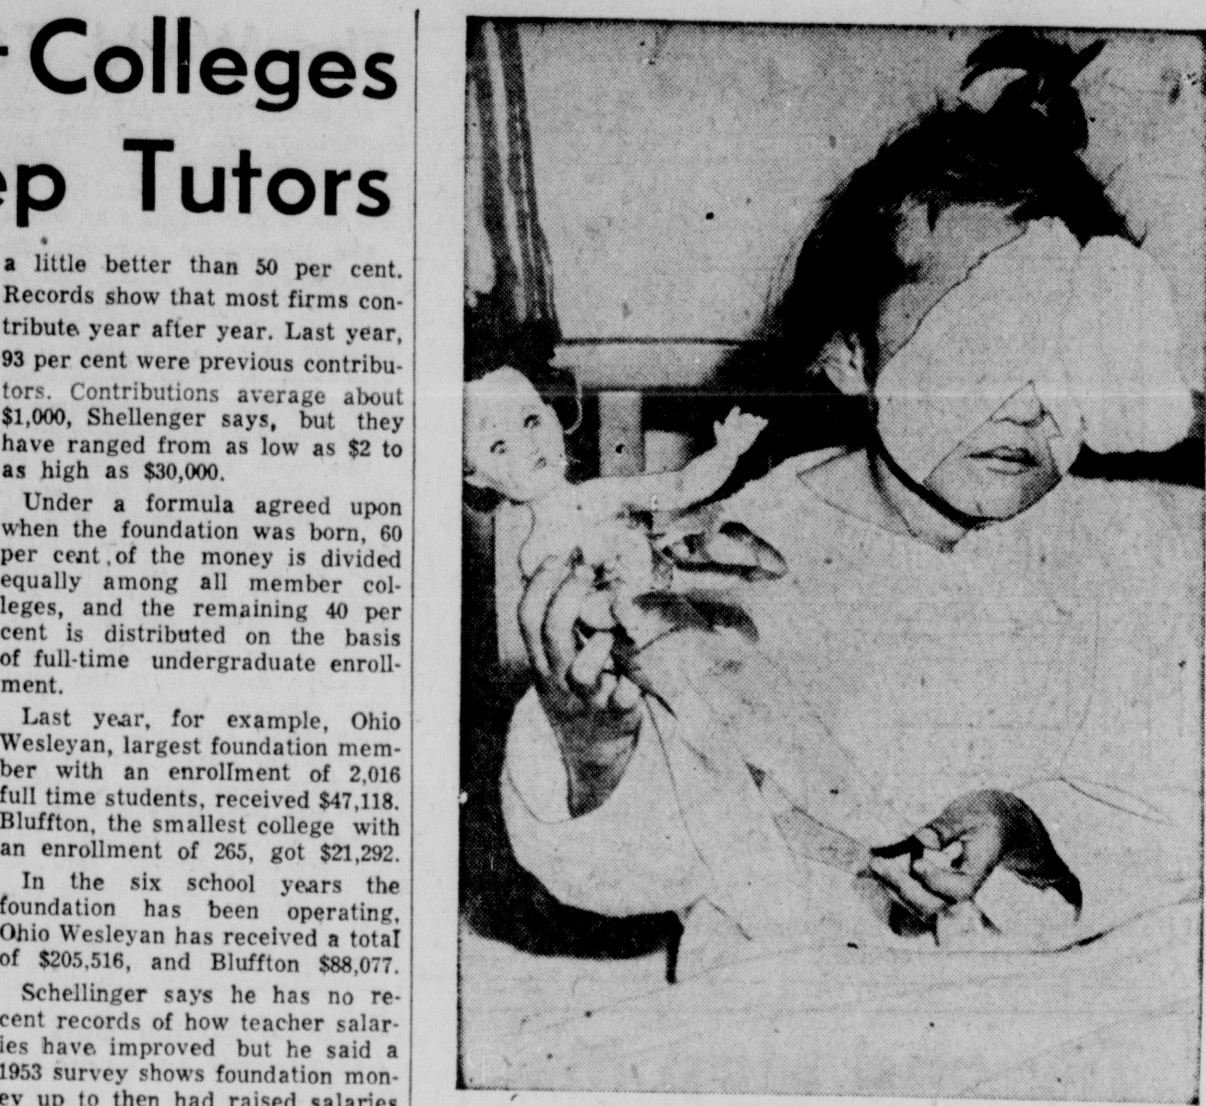 Colleges
Tutors
a little better than 50 per cent.
Records show that most firms con-
tribute year after year. Last year,
93 per cent were previous contribu-
tors. Contributions average about
$1,000, Shellenger says, but they
have ranged from as low as $2 to
as high as $30,000.
Under a formula agreed upon
when the foundation was born, 60
per cent of the money is divided
equally among all member col-
leges, and the remaining 40 per
cent is distributed on the basis
of full-time undergraduate enroll-
ment.
Last year, for example, Ohio
Wesleyan, largest foundation mem-
ber with an enrollment of 2,016
full time students, received $47,118.
Bluffton, the smallest college with
an enrollment of 265, got $21,292.
In the six school years the
foundation has been operating,
Ohio Wesleyan has received a total
of $205,516, and Bluffton $88,077.
Schellinger says he has no re-
cent records of how teacher salar-
ies have improved but he said a
1953 survey shows foundation mon-
ey up to then had raised salaries